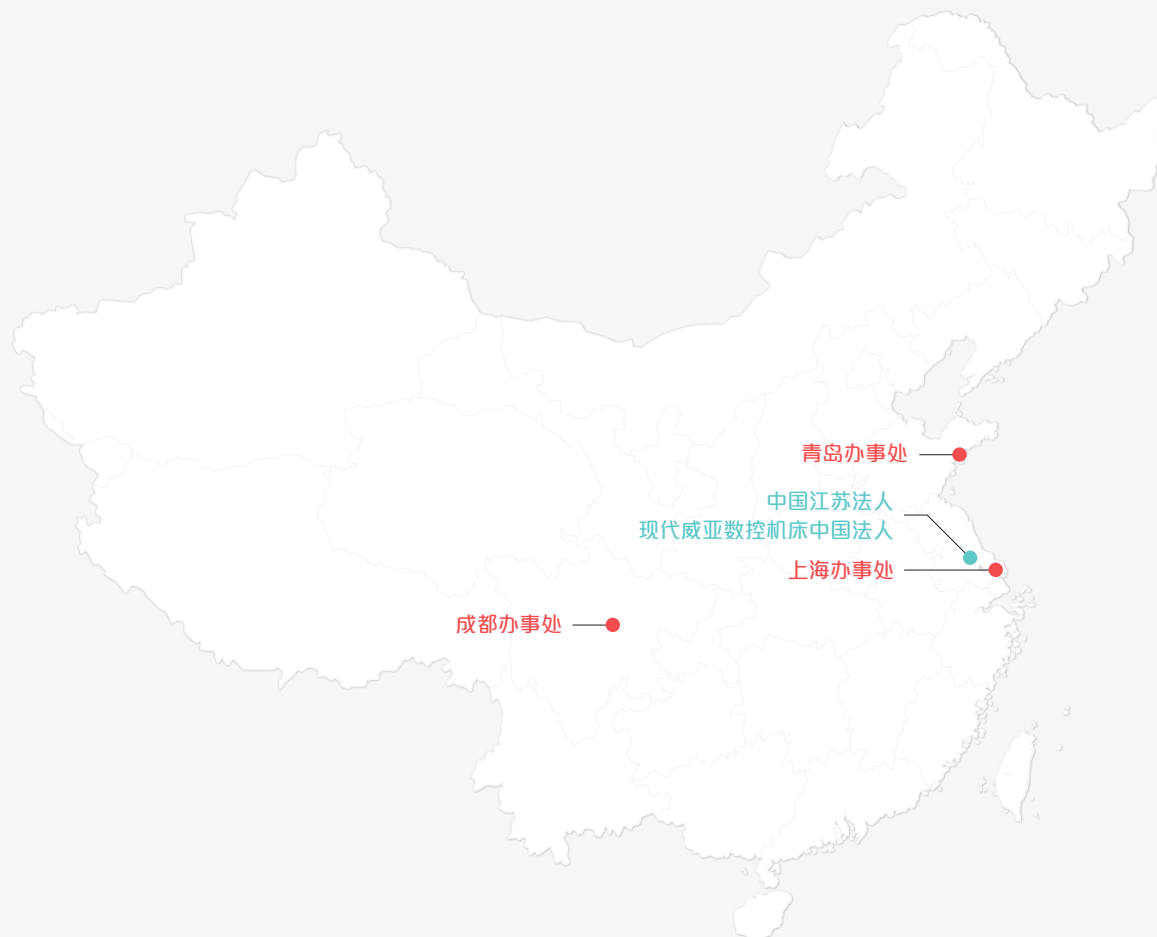 青岛办事处
中国江苏法人
现代威亚数控机床中国法人
上海办事处
成都办事处